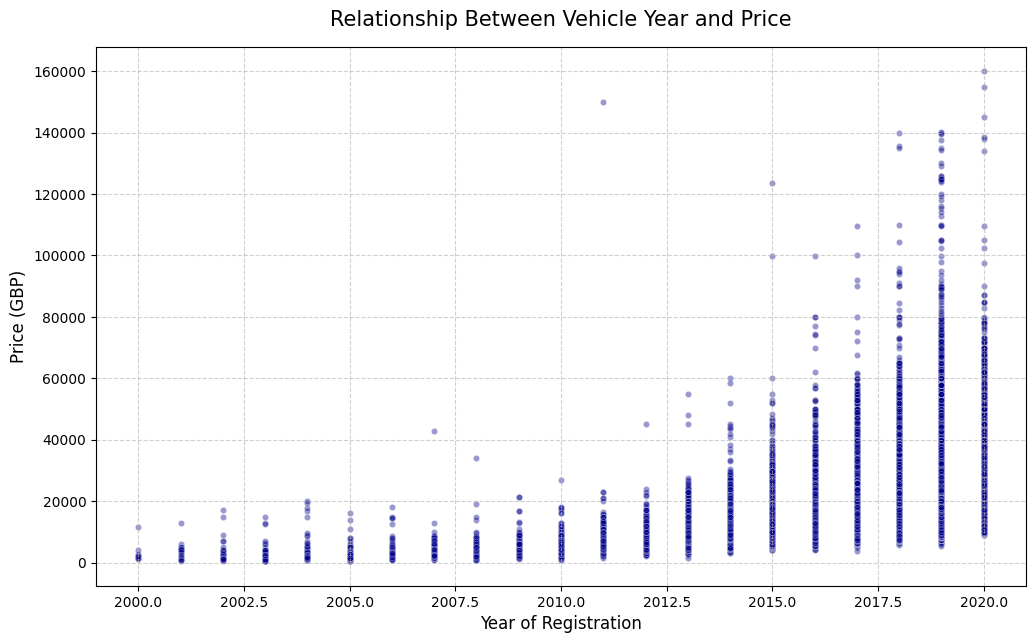 Relationship Between Vehicle Year and Price
160000
140000
120000
100000
80000
60000
40000
20000
0
Price (GBP)
2000.0 2002.5 2005.0 2007.5 2010.0 2012.5 2015.0 2017.5 2020.0
Year of Registration